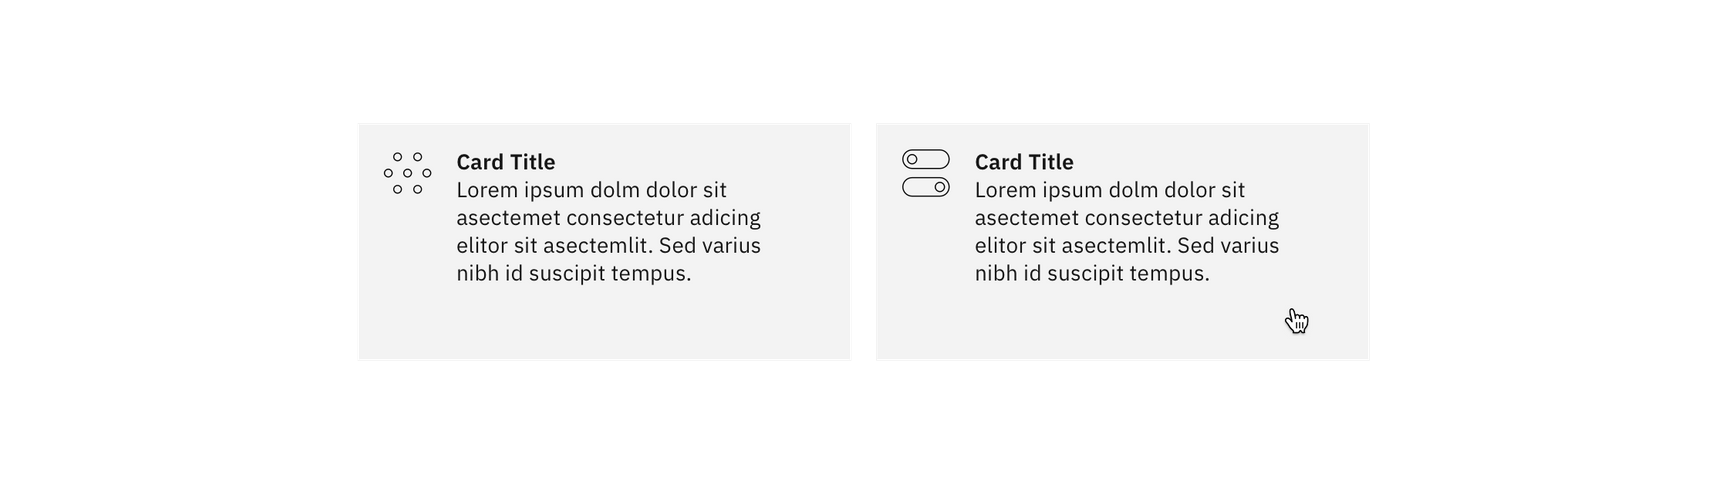 Card Title
Lorem ipsum dolm dolor sit
asectemet consectetur adicing
elitor sit asectemlit. Sed varius
nibh id suscipit tempus.
Card Title
Lorem ipsum dolm dolor sit
asectemet consectetur adicing
elitor sit asectemlit. Sed varius
nibh id suscipit tempus.